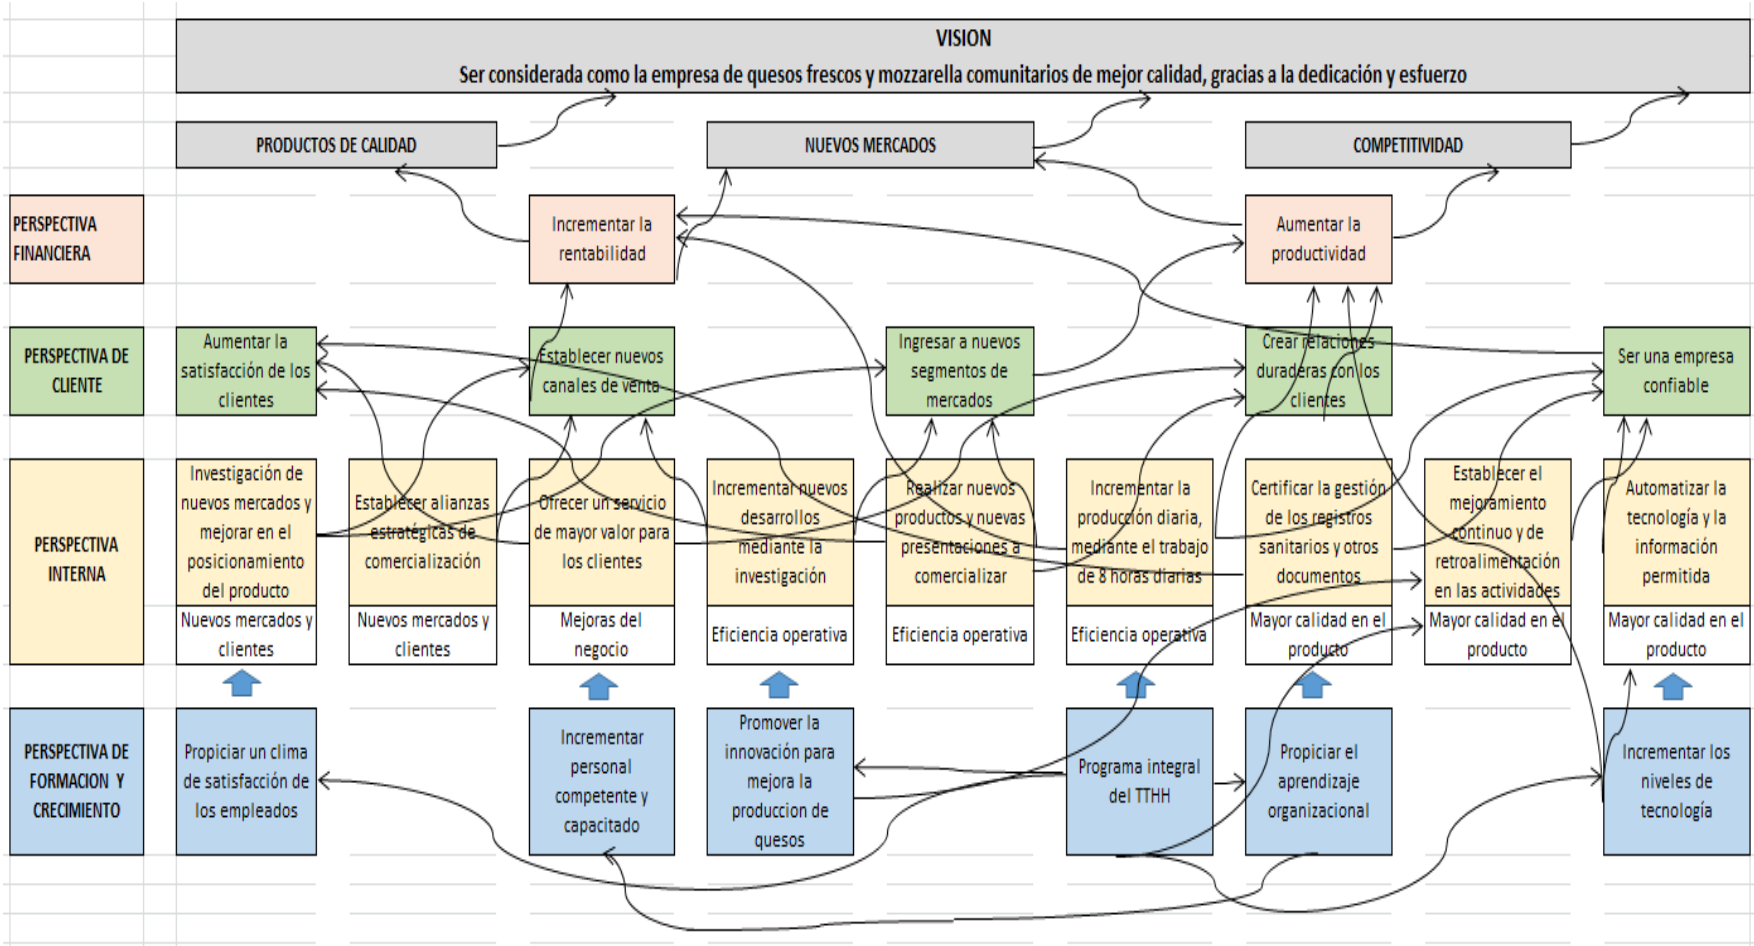 VISION
Ser considerada como la empresa de quesos frescos y mozzarella comunitarios de mejor calidad, gracias a la dedicación y esfuerzo
PRODUCTOS DE CALIDAD
NUEVOS MERCADOS
COMPETITIVIDAD
PERSPECTIVA
FINANCIERA
Incrementar la
rentabilidad
Aumentar la
productividad
PERSPECTIVA DE
CLIENTE
Aumentar la
satisfacción de los
clientes
Establecer nuevos
canales de venta
Ingresar a nuevos
segmentos de
mercados
Crear relaciones
duraderas con los
clientes
Ser una empresa
confiable
PERSPECTIVA
INTERNA
Investigación de
nuevos mercados y
mejorar en el
posicionamiento
del producto
Establecer alianzas
estratégicas de
comercialización
Ofrecer un servicio
de mayor valor para
los clientes
Incrementar nuevos
desarrollos
mediante la
investigación
Realizar nuevos
productos y nuevas
presentaciones a
comercializar
Incrementar la
producción diaria,
mediante el trabajo
de 8 horas diarias
Certificar la gestión
de los registros
sanitarios y otros
documentos
Establecer el
mejoramiento
continuo y de
retroalimentación
en las actividades
Automatizar la
tecnología y la
información
permitida
Nuevos mercados y
clientes
Nuevos mercados y
clientes
Mejoras del
negocio
Eficiencia operativa
Eficiencia operativa
Eficiencia operativa
Mayor calidad en el
producto
Mayor calidad en el
producto
Mayor calidad en el
producto
PERSPECTIVA DE
FORMACION Y
CRECIMIENTO
Propiciar un clima
de satisfacción de
los empleados
Incrementar
personal
competente y
capacitado
Promover la
innovación para
mejora la
produccion de
quesos
Programa integral
del TTHH
Propiciar el
aprendizaje
organizacional
Incrementar los
niveles de
tecnología